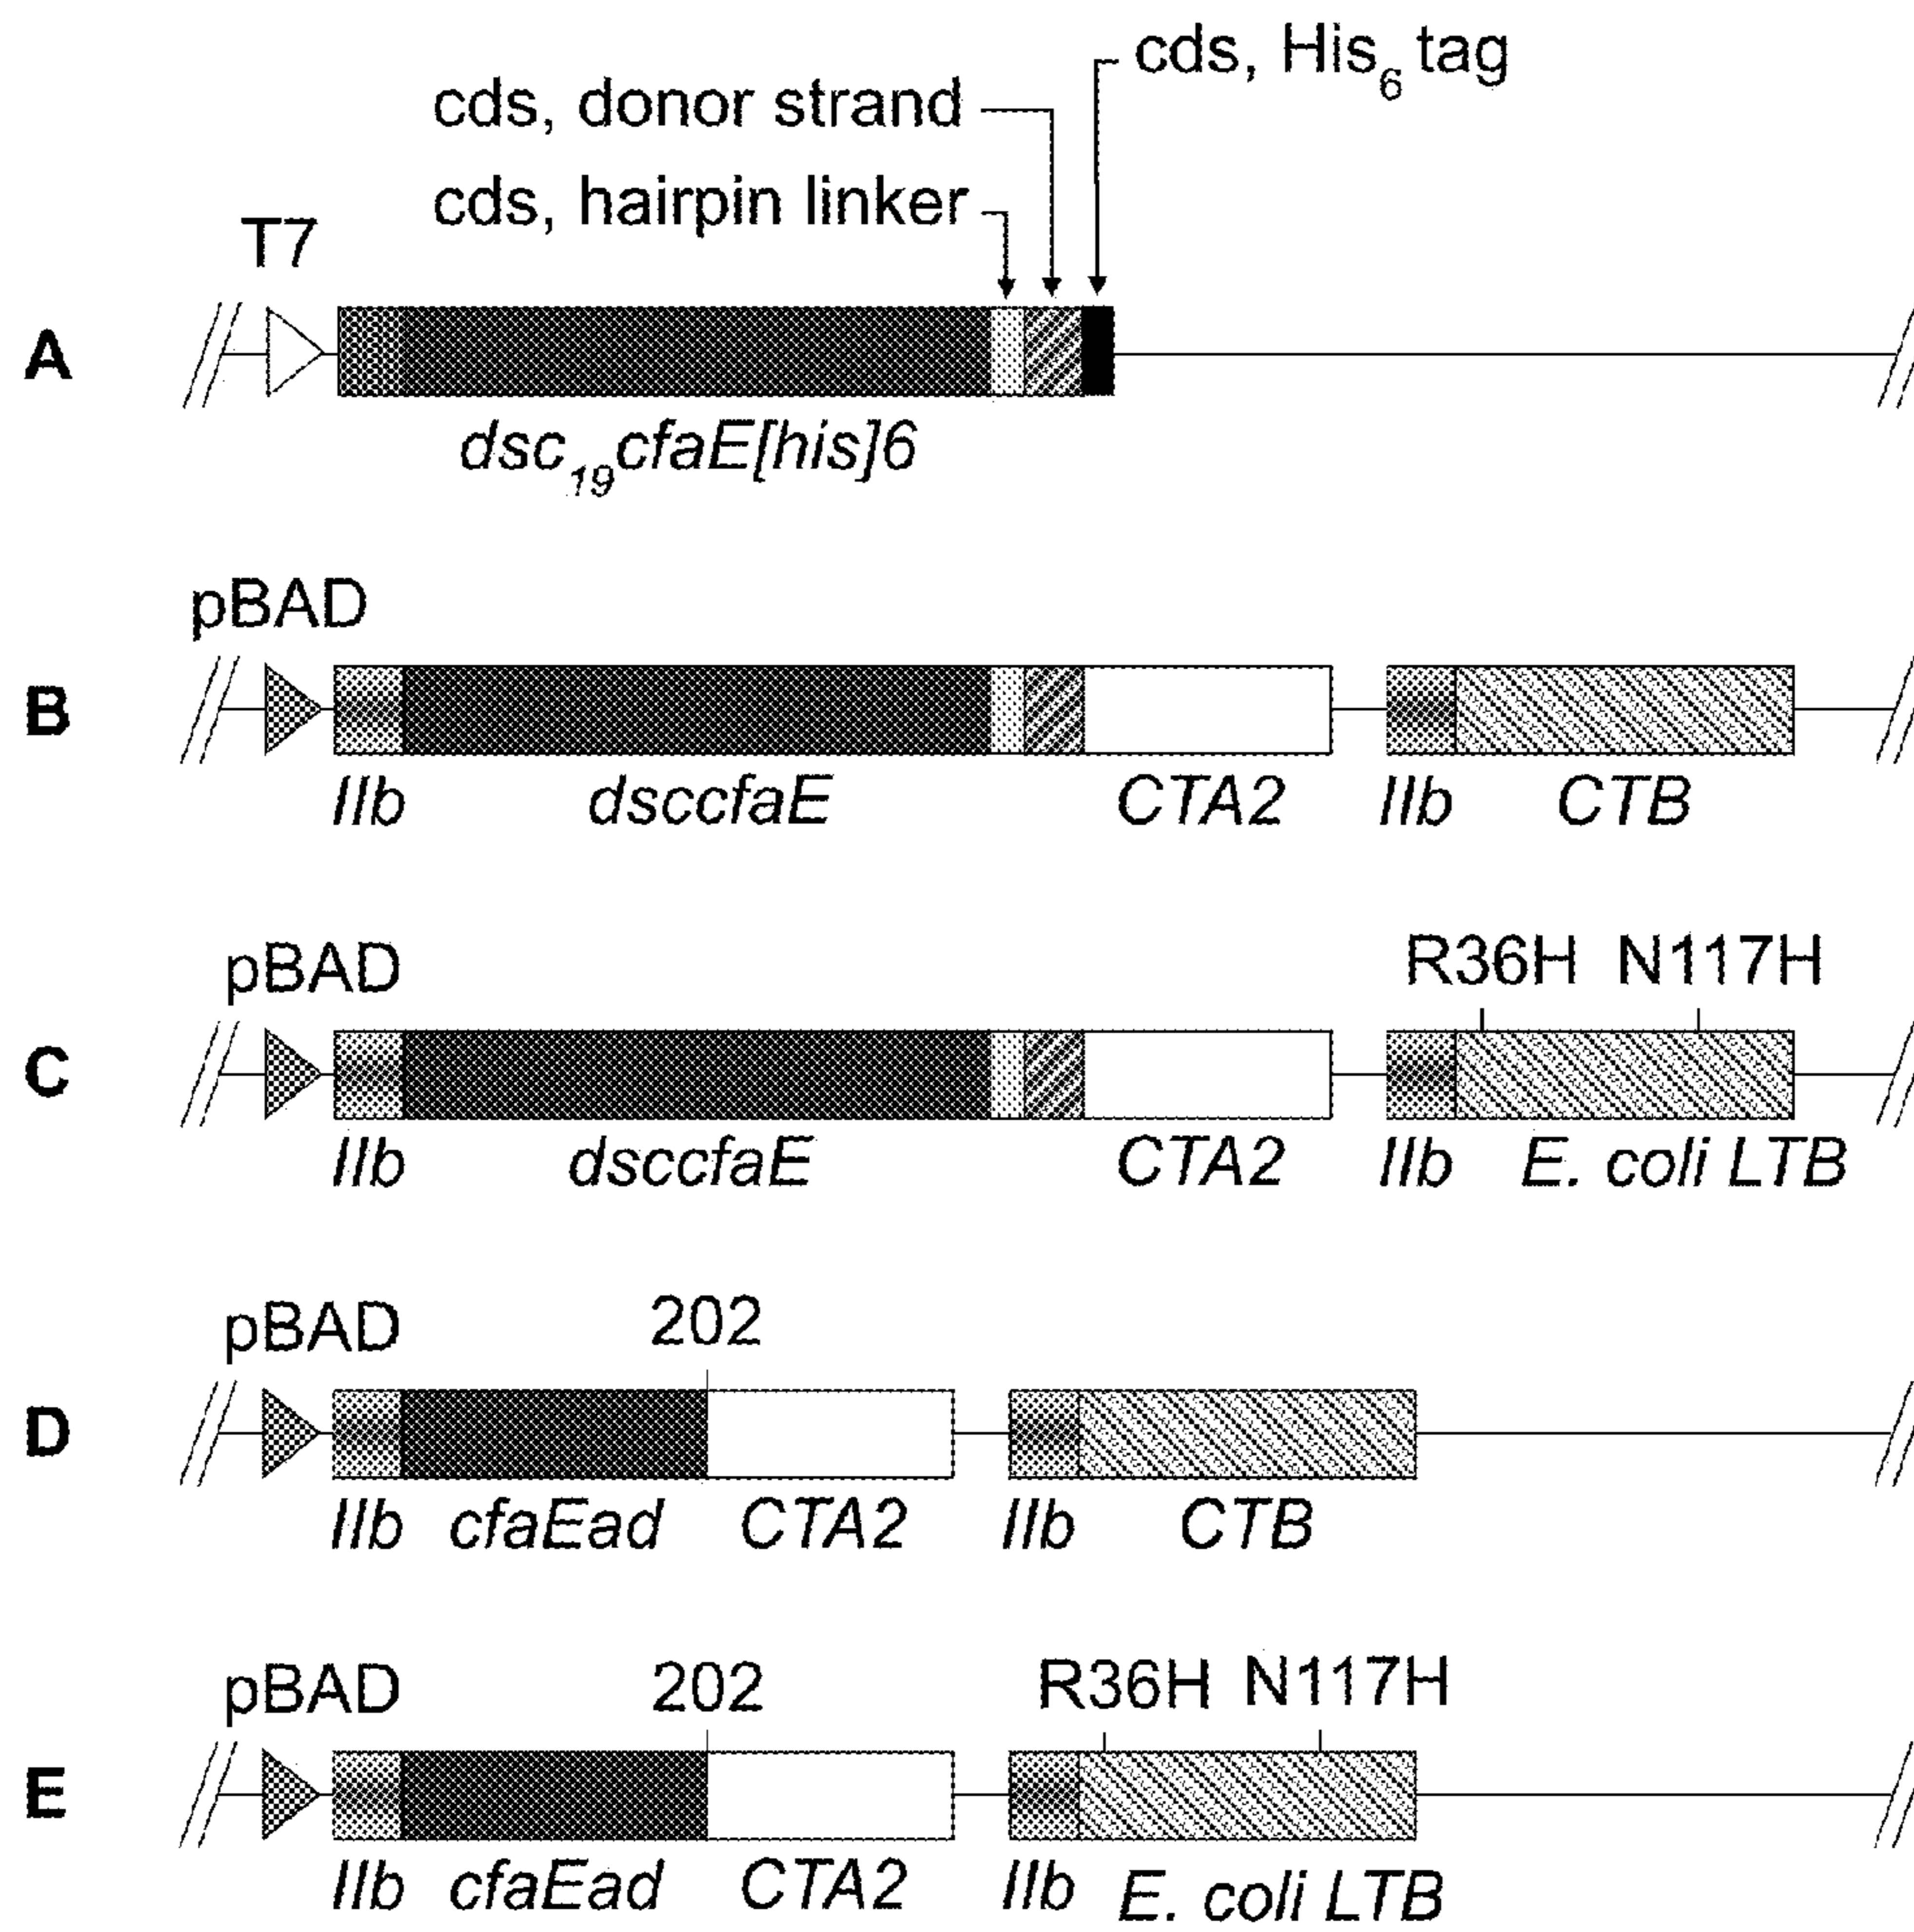 cds, His6 tag
cds, donor strand
cds, hairpin linker
T7
A
dsc19cfaE[his]6
pBAD
B
IIb dsccfaE CTA2 IIb CTB
pBAD R36H N117H
C
IIb dsccfaE CTA2 IIb E. coli LTB
pBAD 202
D
IIb cfaEad CTA2 IIb CTB
pBAD 202 R36H N117H
E
IIb cfaEad CTA2 IIb E. coli LTB